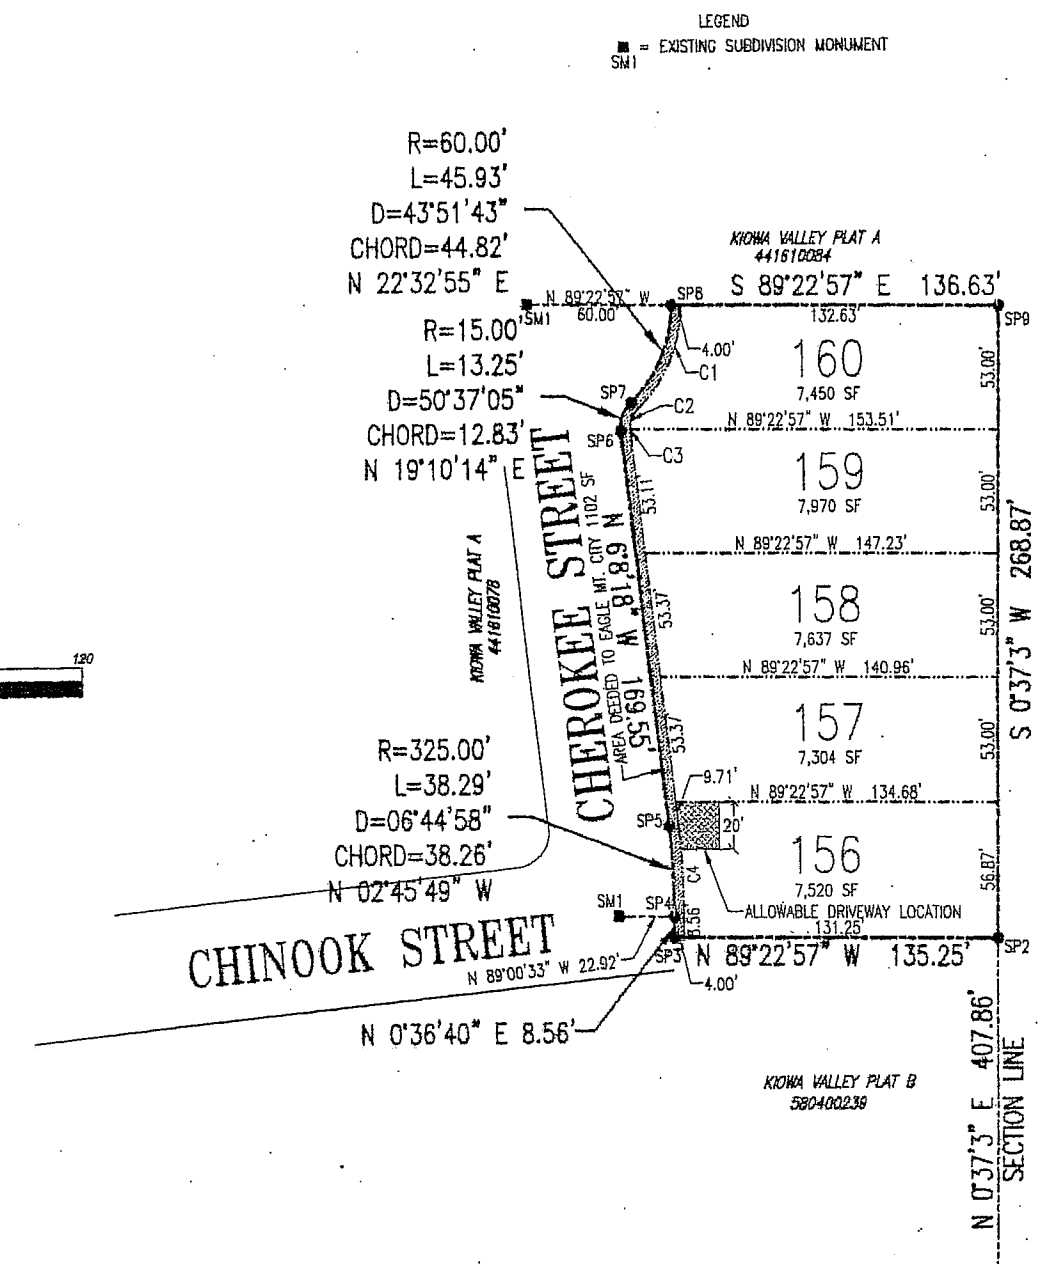 LEGEND
■ = EXISTING SUBDIVISION MONUMENT
SM1
R=60.00'
L=45.93'
D=43°51'43"
CHORD=44.82'
N 22°32'55" E
KIOWA VALLEY PLAT A
441610084
S 89°22'57" E 136.63'
N 89°22'57" W
60.00'
SM1
SP8
SP9
132.63'
4.00'
C1
160
7,450 SF
53.00'
R=15.00'
L=13.25'
D=50°37'05"
CHORD=12.83'
N 19°10'14" E
SP7
C2
SP6
C3
N 89°22'57" W 153.51'
159
7,970 SF
53.00'
53.11'
N 89°22'57" W 147.23'
158
7,637 SF
53.00'
53.37'
N 89°22'57" W 140.96'
157
7,304 SF
53.00'
53.37'
N 89°22'57" W 134.68'
S 0°37'3" W 268.87'
CHEROKEE STREET
AREA DEEDED TO EAGLE MT. CITY 1102 SF
N 6°8'18" W 169.55'
KIOWA VALLEY PLAT A
441610078
120
R=325.00'
L=38.29'
D=06°44'58"
CHORD=38.26'
N 02°45'49" W
9.71'
SP5
20'
C4
156
7,520 SF
56.87'
ALLOWABLE DRIVEWAY LOCATION
SM1
SP4
8.56'
131.25'
CHINOOK STREET
N 89°00'33" W 22.92'
SP3
N 89°22'57" W 135.25'
SP2
4.00'
N 0°36'40" E 8.56'
KIOWA VALLEY PLAT B
580400239
N 0°37'3" E 407.86'
SECTION LINE